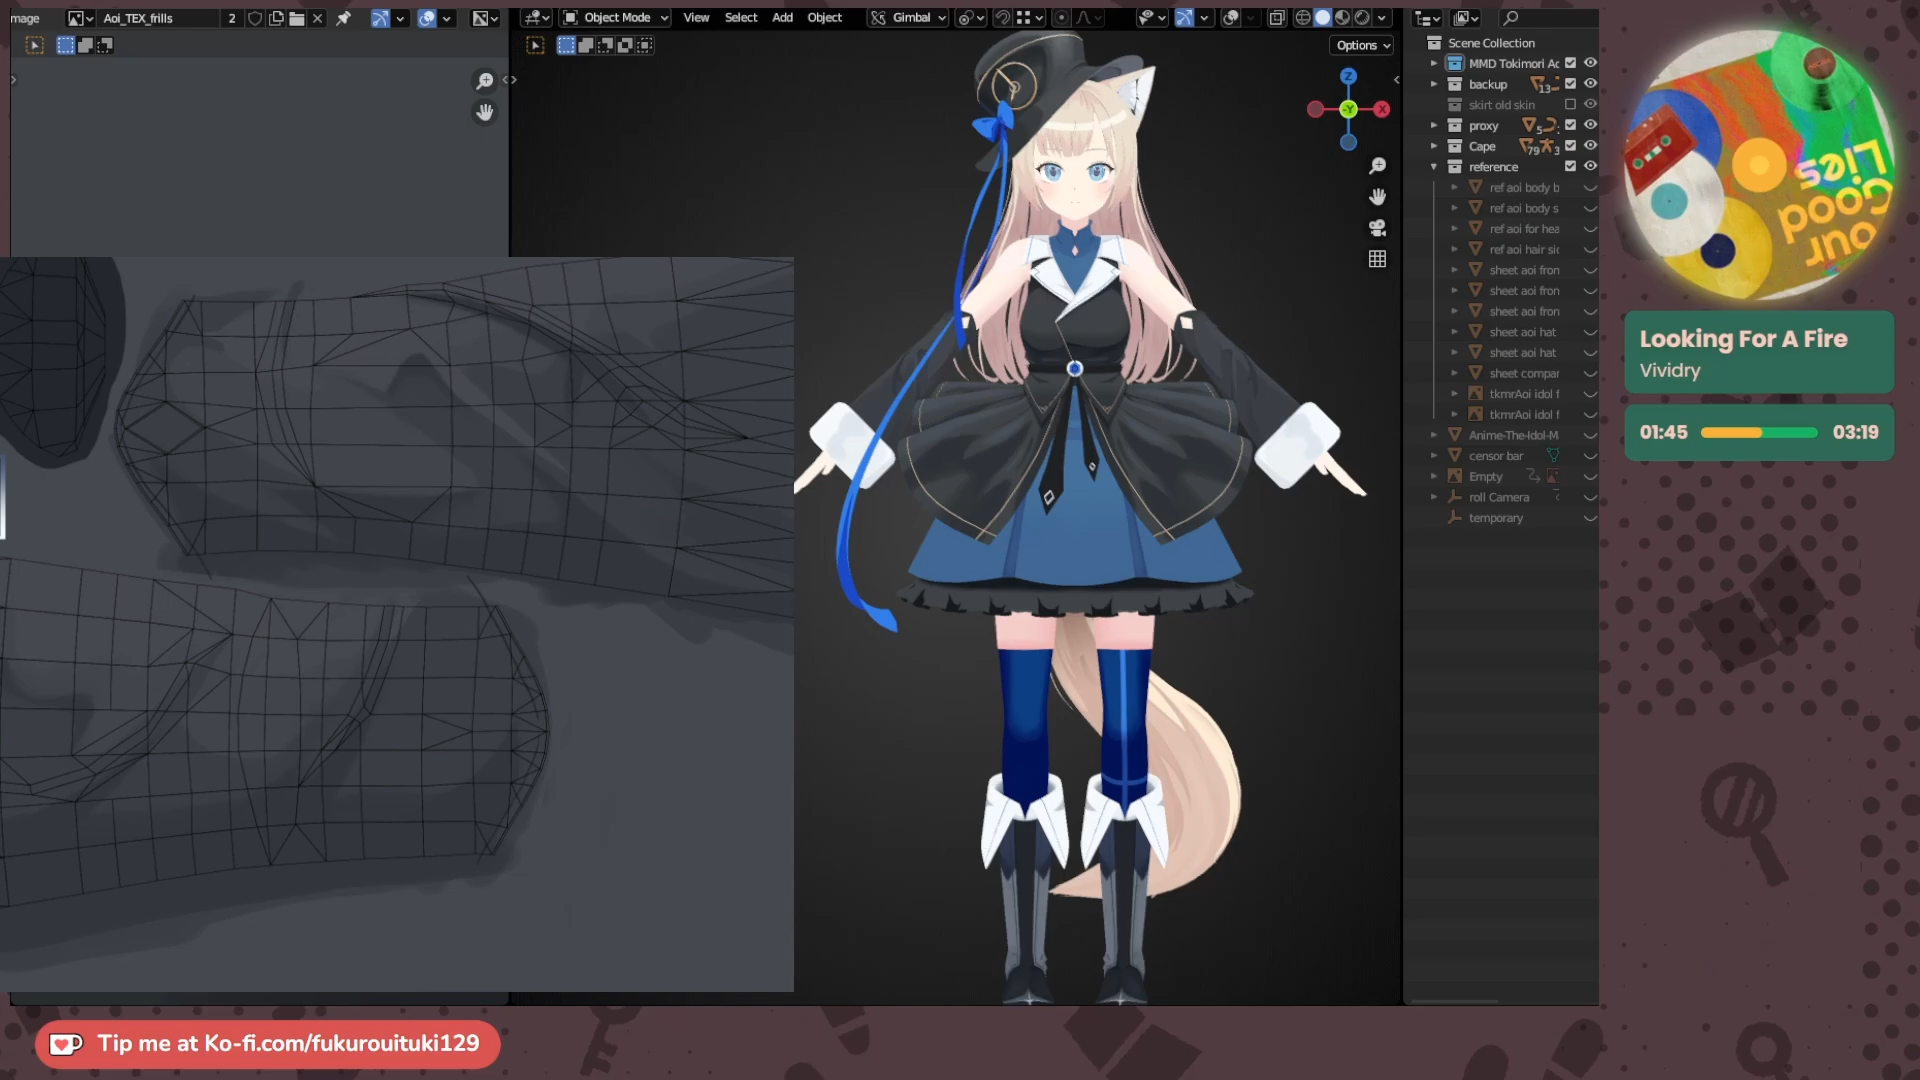 mage
Aoi_TEX_frills
2
Object Mode
View
Select
Add
Object
Gimbal
Options
Z
-Y
X
Scene Collection
MMD Tokimori Ac
backup
13
skirt old skin
proxy
5
Cape
79
3
reference
ref aoi body b
ref aoi body s
ref aoi for hea
ref aoi hair sic
sheet aoi fron
sheet aoi fron
sheet aoi fron
sheet aoi hat
sheet aoi hat
sheet compar
tkmrAoi idol f
tkmrAoi idol f
Anime-The-Idol-M
censor bar
Empty
roll Camera
temporary
our
Good
Lies
Looking For A Fire
Vividry
01:45
03:19
Tip me at Ko-fi.com/fukurouituki129